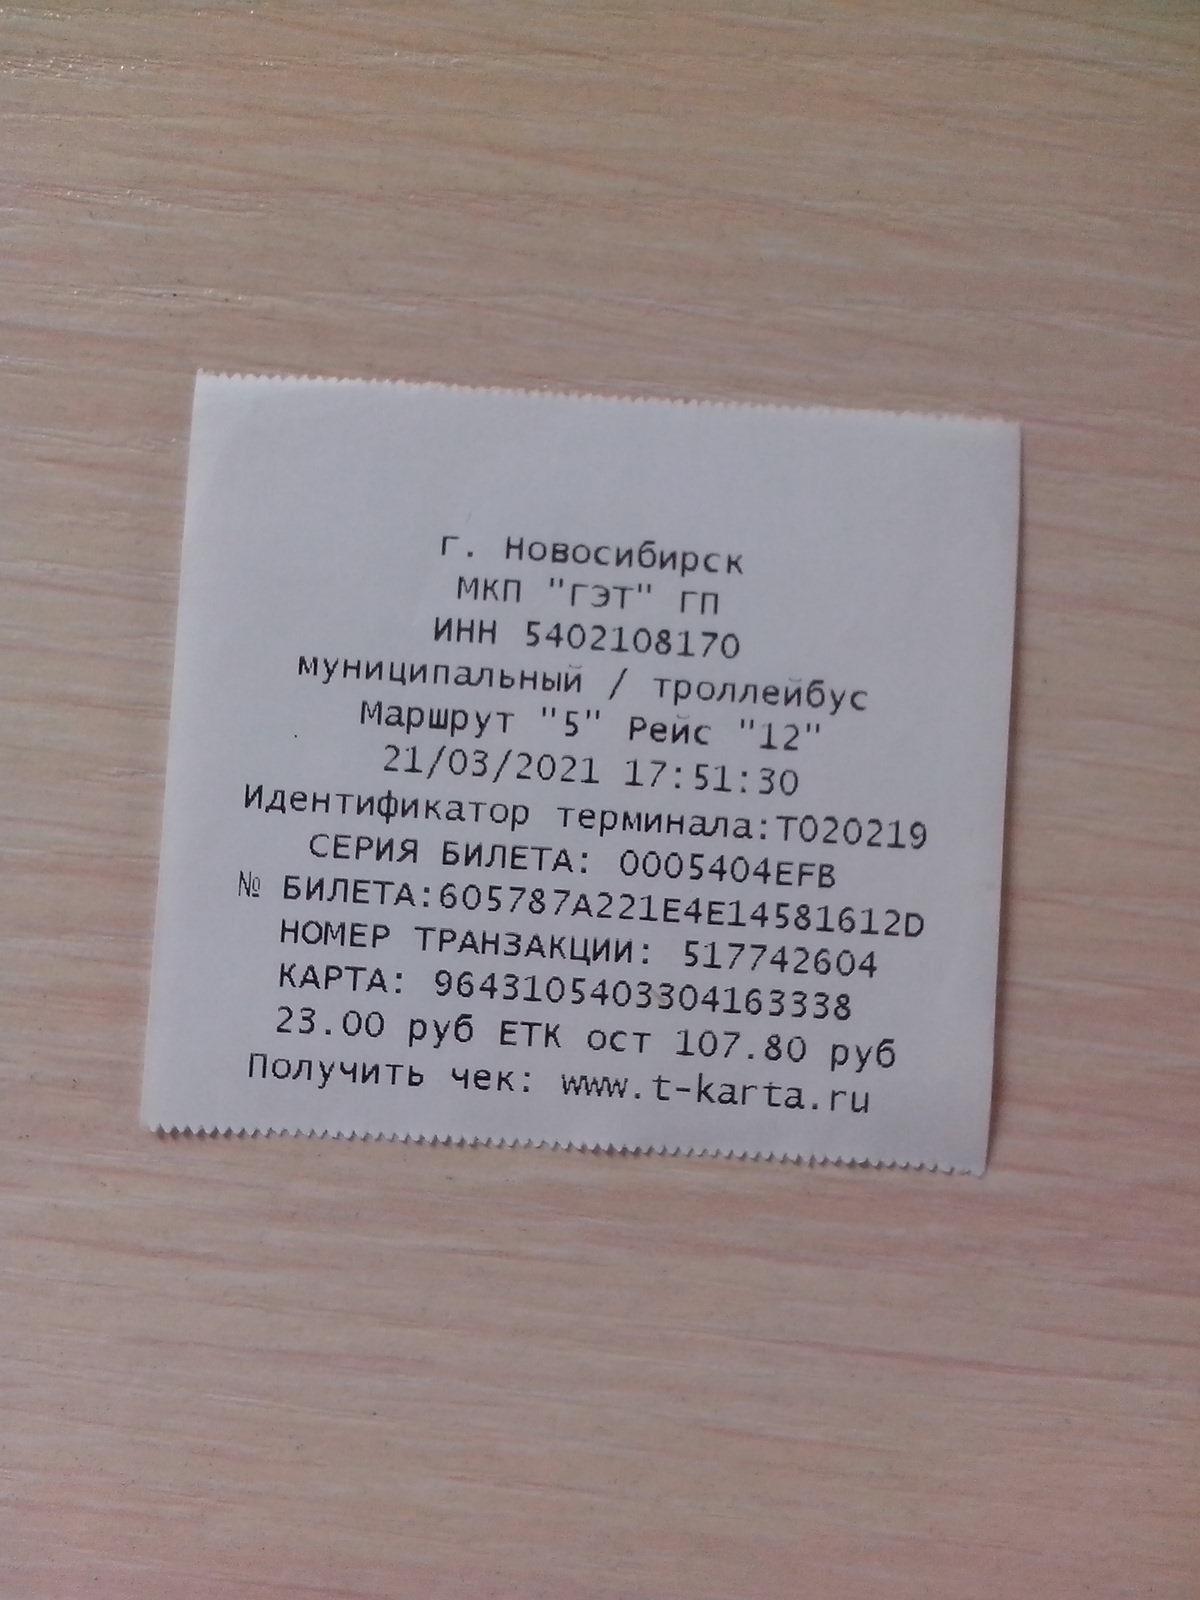 г. Новосибирск
МКП "ГЭТ" ГП
ИНН 5402108170
муниципальный / троллейбус
Маршрут "5" Рейс "12"
21/03/2021 17:51:30
Идентификатор терминала:Т020219
СЕРИЯ БИЛЕТА: 0005404EFB
№ БИЛЕТА:605787A221E4E14581612D
НОМЕР ТРАНЗАКЦИИ: 517742604
КАРТА: 9643105403304163338
23.00 руб ЕТК ост 107.80 руб
Получить чек: www.t-karta.ru